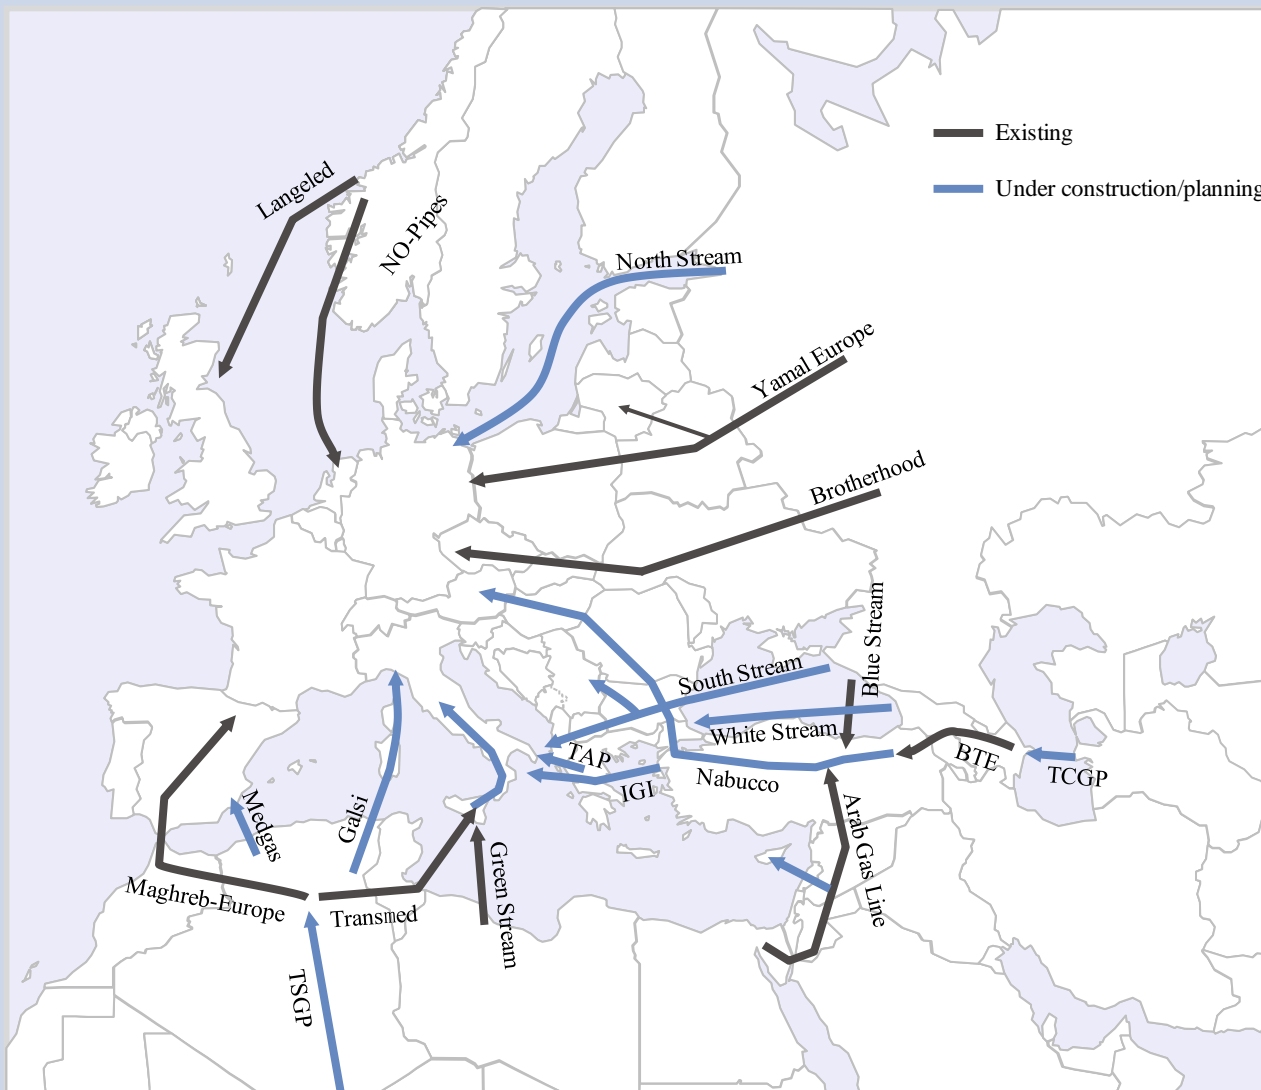 Existing
Langeled
Under construction/planning
NO-Pipes
North Stream
Yamal Europe
Brotherhood
Blue Stream
South Stream
White Stream
TAP
BTE
IGI
Nabucco
TCGP
Medgas
Galsi
Arab Gas Line
Green Stream
Maghreb-Europe
Transmed
TSGP